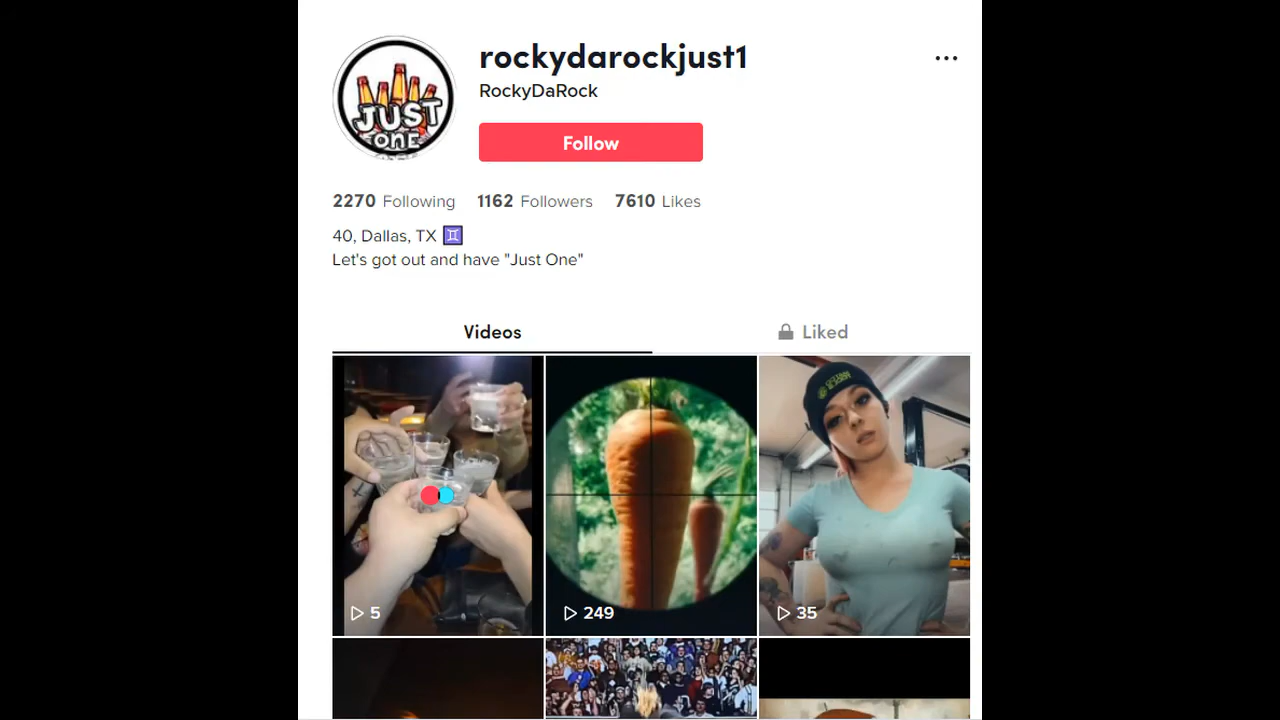 rockydarockjust1
RockyDaRock
JUST
ONE
Follow
2270 Following 1162 Followers 7610 Likes
40, Dallas, TX ♊
Let's got out and have "Just One"
Videos
Liked
5
249
35